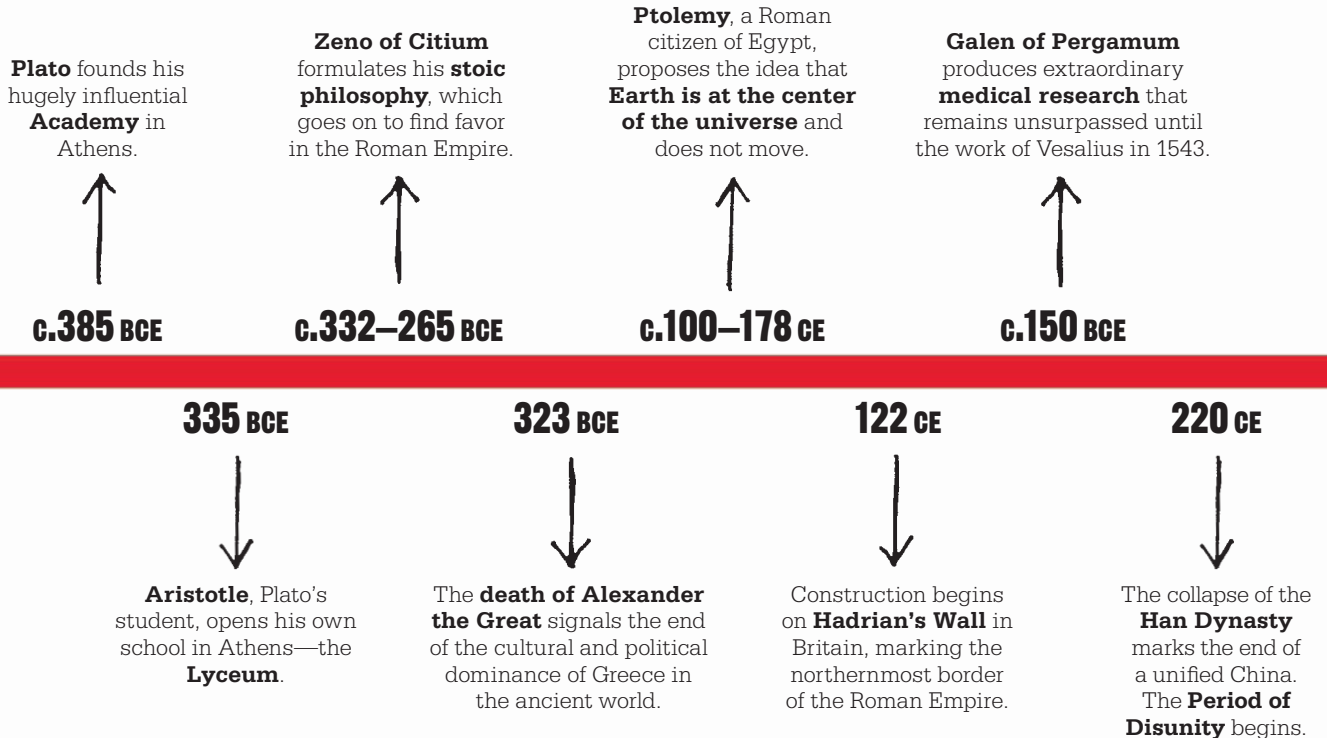 Plato founds his
hugely influential
Academy in
Athens.
c.385 BCE
Zeno of Citium
formulates his stoic
philosophy, which
goes on to find favor
in the Roman Empire.
c.332–265 BCE
Ptolemy, a Roman
citizen of Egypt,
proposes the idea that
Earth is at the center
of the universe and
does not move.
c.100–178 CE
Galen of Pergamum
produces extraordinary
medical research that
remains unsurpassed until
the work of Vesalius in 1543.
c.150 BCE
335 BCE
Aristotle, Plato’s
student, opens his own
school in Athens—the
Lyceum.
323 BCE
The death of Alexander
the Great signals the end
of the cultural and political
dominance of Greece in
the ancient world.
122 CE
Construction begins
on Hadrian’s Wall in
Britain, marking the
northernmost border
of the Roman Empire.
220 CE
The collapse of the
Han Dynasty
marks the end of
a unified China.
The Period of
Disunity begins.